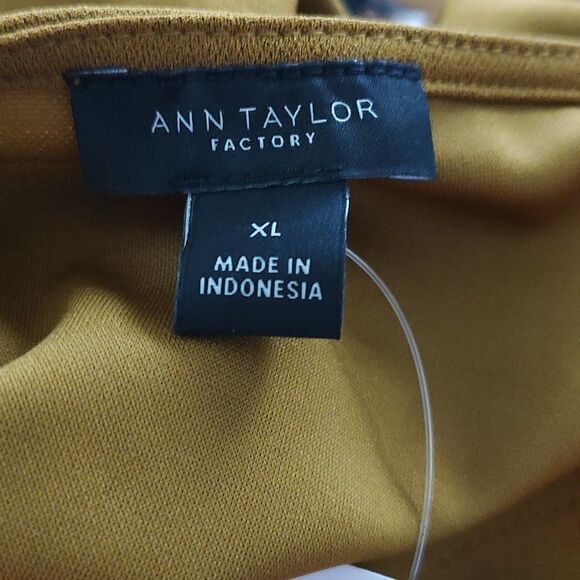 ANN TAYLOR
FACTORY
XL
MADE IN
INDONESIA